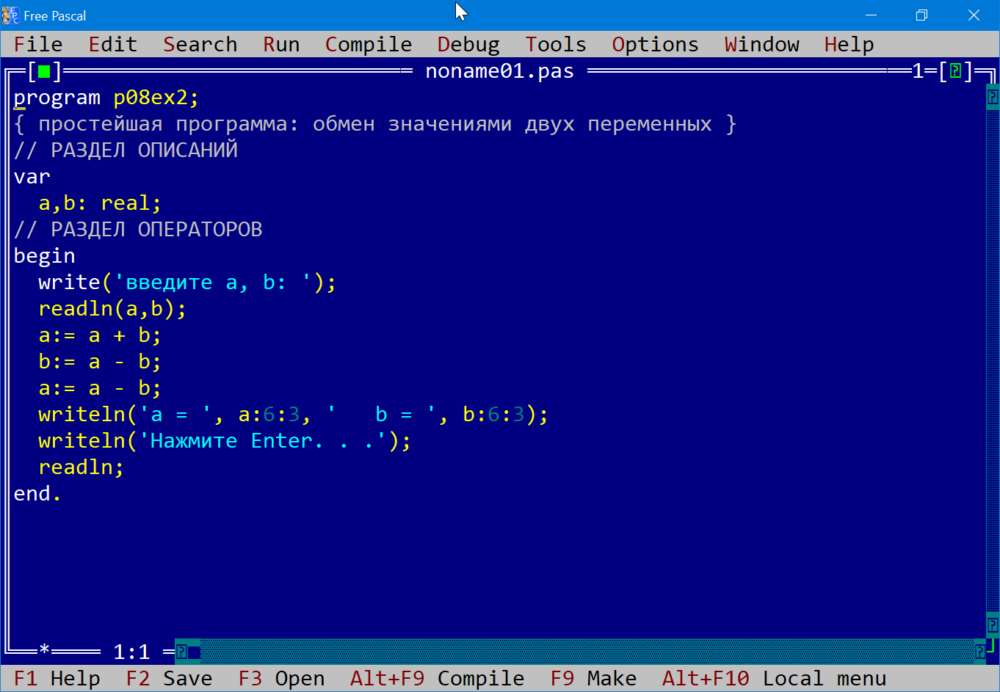 Free Pascal
File Edit Search Run Compile Debug Tools Options Window Help
noname01.pas 1
program p08ex2;
{ простейшая программа: обмен значениями двух переменных }
// РАЗДЕЛ ОПИСАНИЙ
var
  a,b: real;
// РАЗДЕЛ ОПЕРАТОРОВ
begin
  write('введите a, b: ');
  readln(a,b);
  a:= a + b;
  b:= a - b;
  a:= a - b;
  writeln('a = ', a:6:3, '   b = ', b:6:3);
  writeln('Нажмите Enter. . .');
  readln;
end.
* 1:1
F1 Help F2 Save F3 Open Alt+F9 Compile F9 Make Alt+F10 Local menu